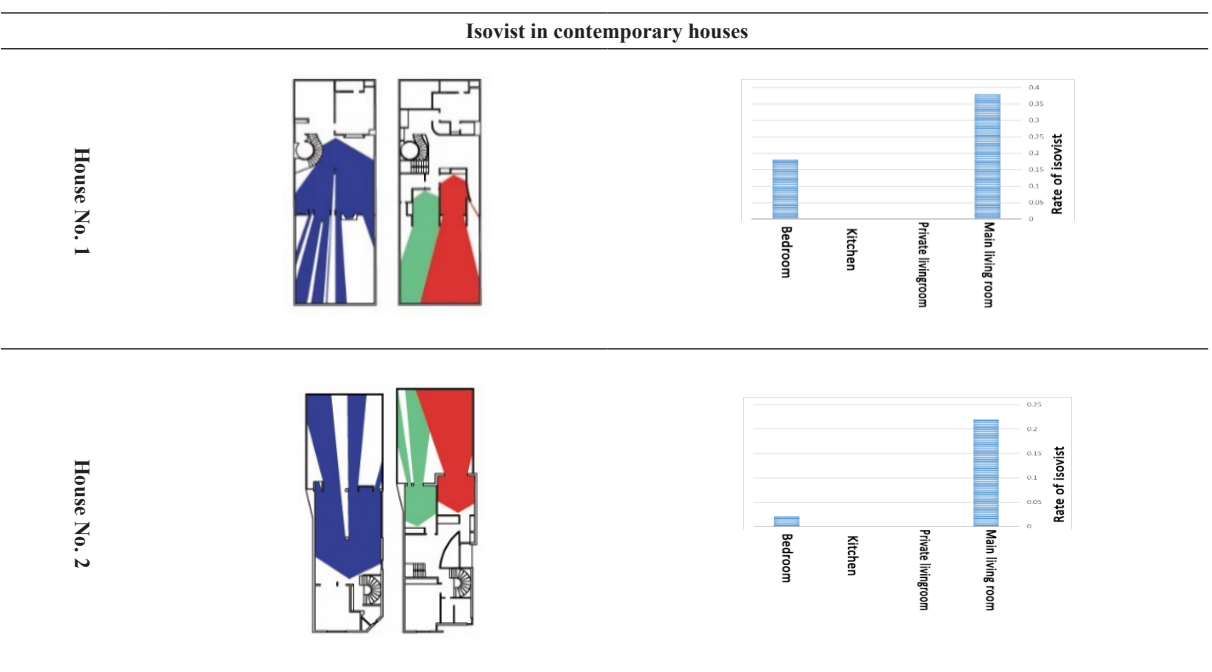 Isovist in contemporary houses
House No. 1
0.4
0.35
0.3
0.25
0.2
0.15
0.1
0.05
0
Rate of isovist
Bedroom
Kitchen
Private livingroom
Main living room
House No. 2
0.25
0.2
0.15
0.1
0.05
0
Rate of isovist
Bedroom
Kitchen
Private livingroom
Main living room